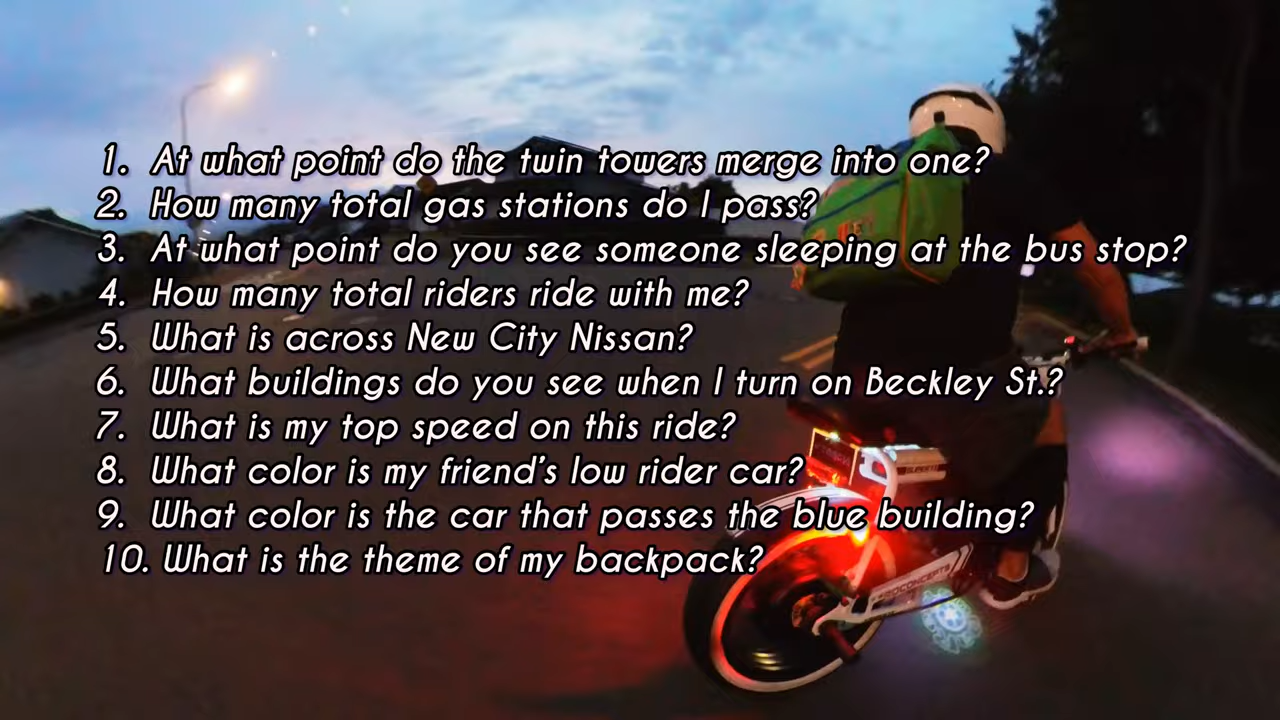 1. At what point do the twin towers merge into one?
2. How many total gas stations do I pass?
3. At what point do you see someone sleeping at the bus stop?
4. How many total riders ride with me?
5. What is across New City Nissan?
6. What buildings do you see when I turn on Beckley St.?
7. What is my top speed on this ride?
8. What color is my friend's low rider car?
9. What color is the car that passes the blue building?
10. What is the theme of my backpack?